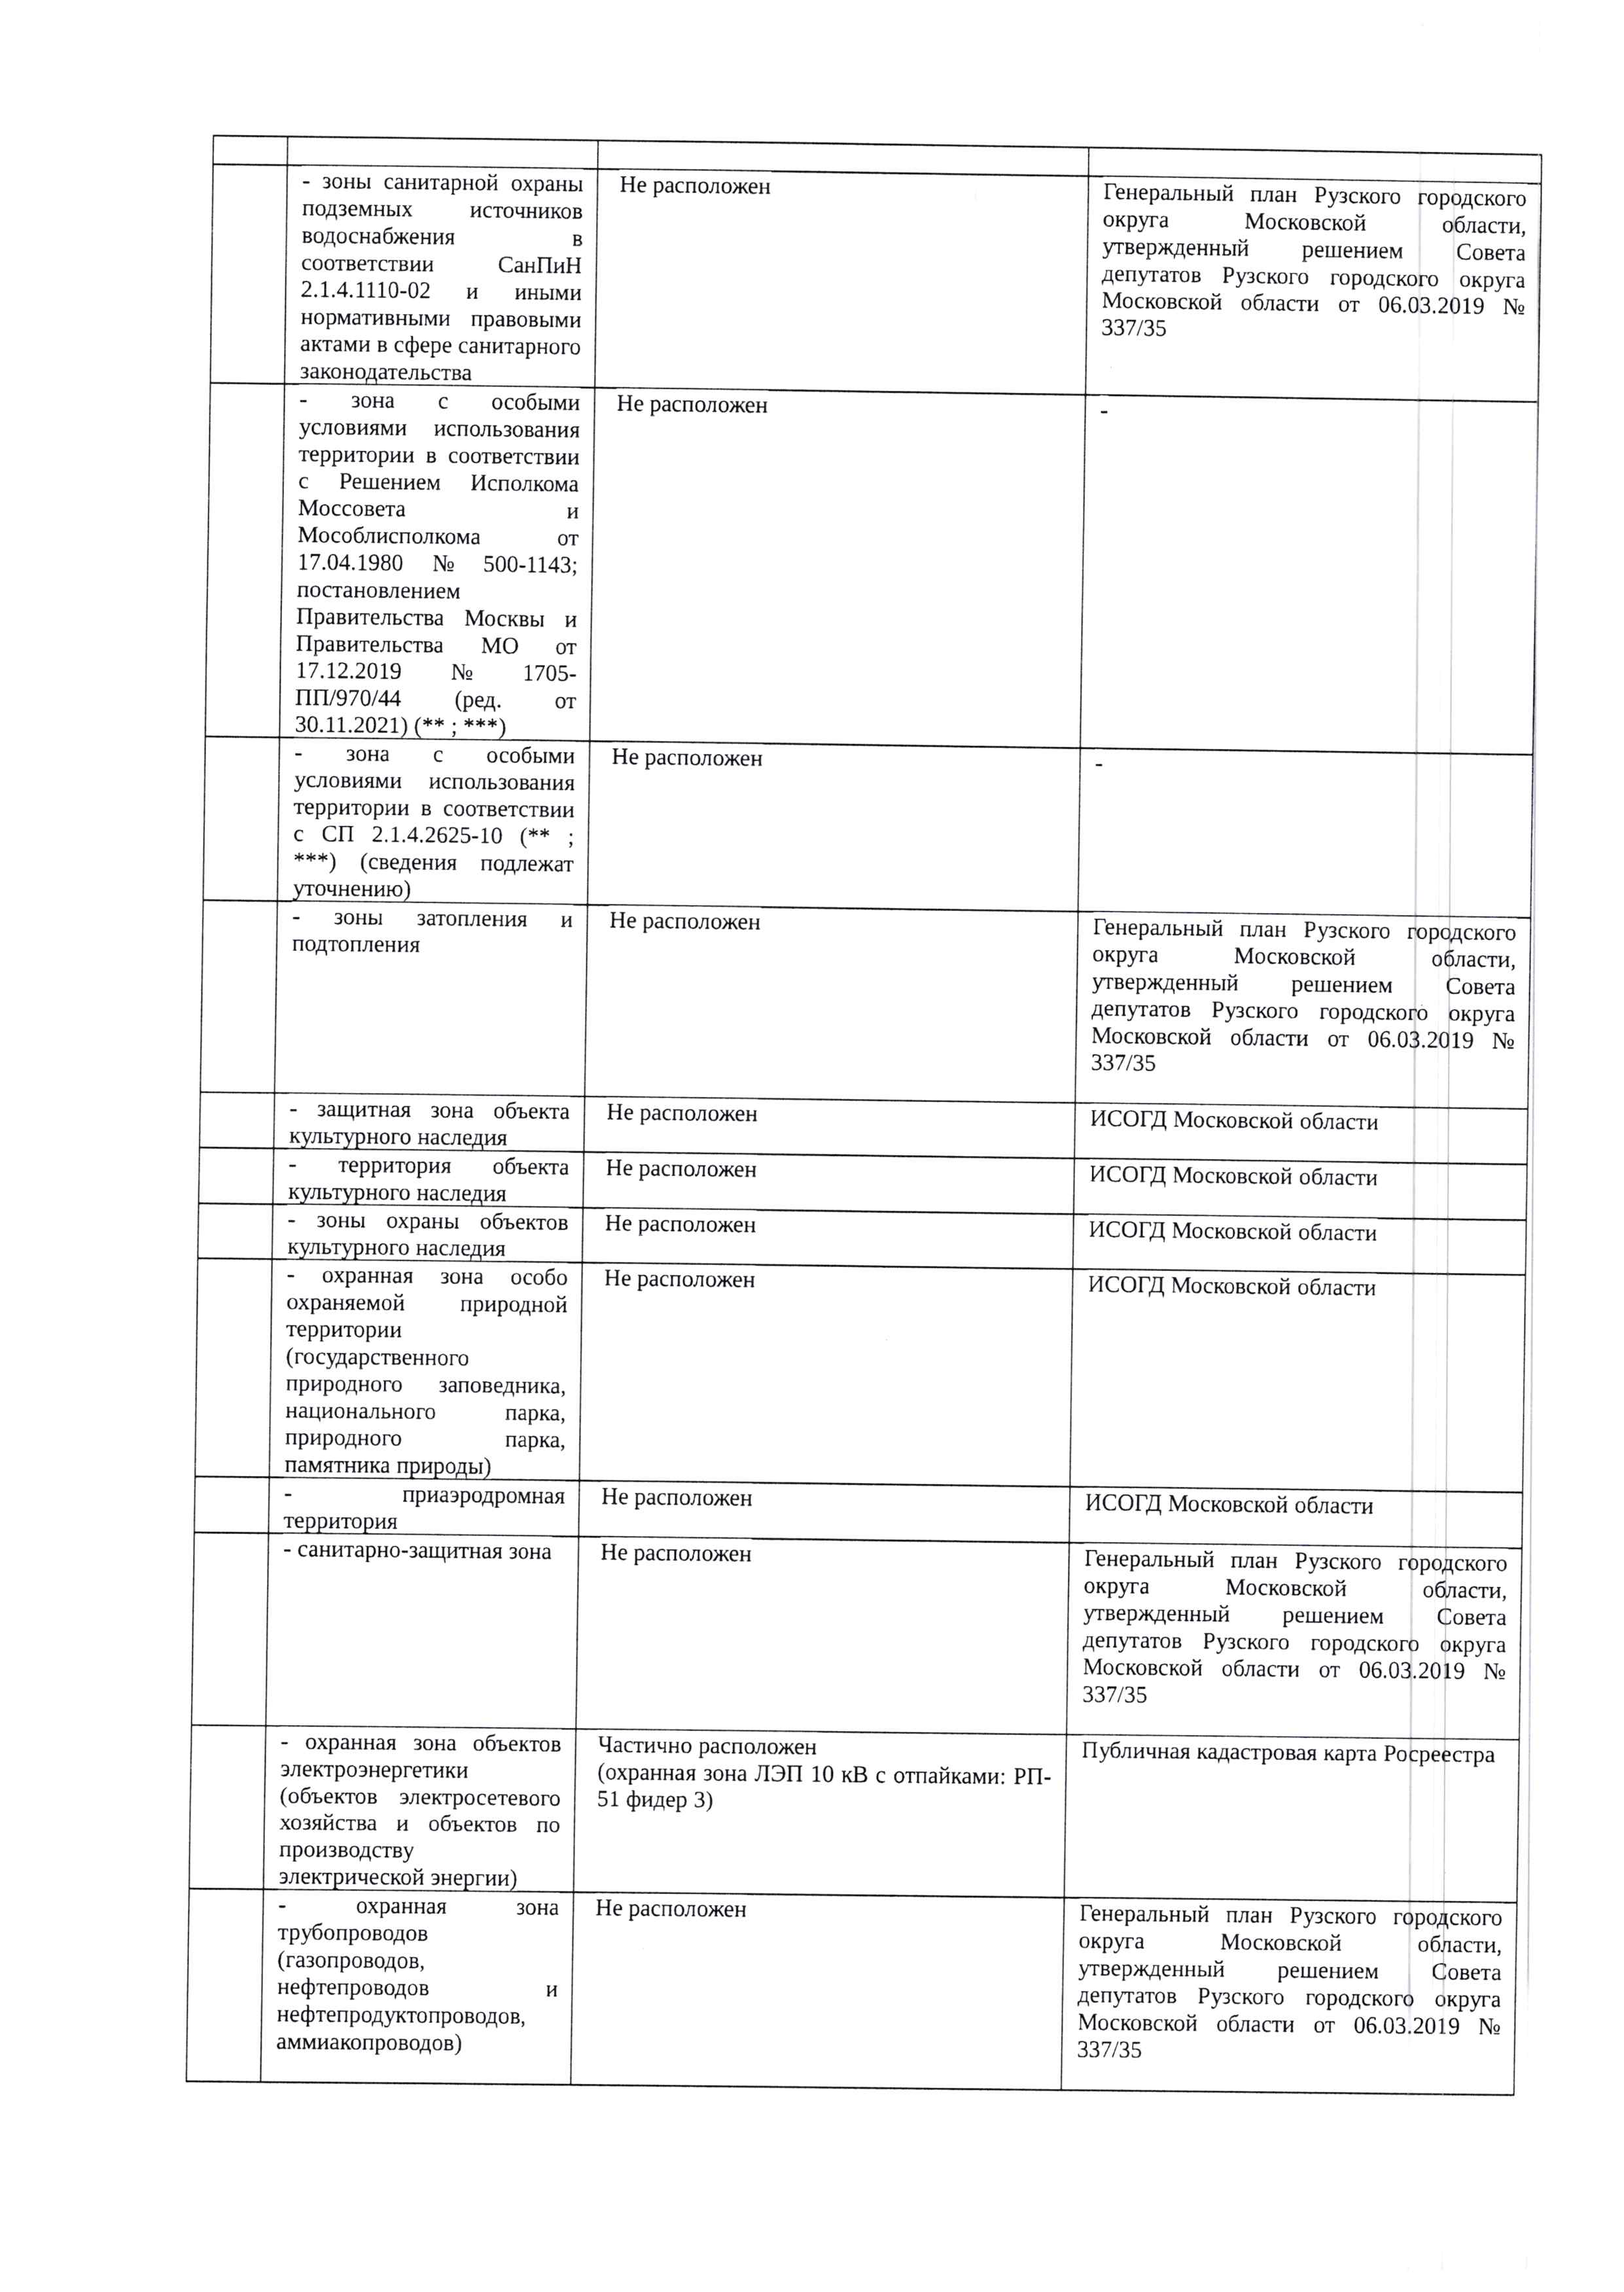 - зоны санитарной охраны
подземных источников
водоснабжения в
соответствии СанПиН
2.1.4.1110-02 и иными
нормативными правовыми
актами в сфере санитарного
законодательства
Не расположен
Генеральный план Рузского городского
округа Московской области,
утвержденный решением Совета
депутатов Рузского городского округа
Московской области от 06.03.2019 №
337/35
- зона с особыми
условиями использования
территории в соответствии
с Решением Исполкома
Моссовета и
Мособлисполкома от
17.04.1980 № 500-1143;
постановлением
Правительства Москвы и
Правительства МО от
17.12.2019 № 1705-
ПП/970/44 (ред. от
30.11.2021) (** ; ***)
Не расположен
-
- зона с особыми
условиями использования
территории в соответствии
с СП 2.1.4.2625-10 (** ;
***) (сведения подлежат
уточнению)
Не расположен
-
- зоны затопления и
подтопления
Не расположен
Генеральный план Рузского городского
округа Московской области,
утвержденный решением Совета
депутатов Рузского городского округа
Московской области от 06.03.2019 №
337/35
- защитная зона объекта
культурного наследия
Не расположен
ИСОГД Московской области
- территория объекта
культурного наследия
Не расположен
ИСОГД Московской области
- зоны охраны объектов
культурного наследия
Не расположен
ИСОГД Московской области
- охранная зона особо
охраняемой природной
территории
(государственного
природного заповедника,
национального парка,
природного парка,
памятника природы)
Не расположен
ИСОГД Московской области
- приаэродромная
территория
Не расположен
ИСОГД Московской области
- санитарно-защитная зона
Не расположен
Генеральный план Рузского городского
округа Московской области,
утвержденный решением Совета
депутатов Рузского городского округа
Московской области от 06.03.2019 №
337/35
- охранная зона объектов
электроэнергетики
(объектов электросетевого
хозяйства и объектов по
производству
электрической энергии)
Частично расположен
(охранная зона ЛЭП 10 кВ с отпайками: РП-
51 фидер 3)
Публичная кадастровая карта Росреестра
- охранная зона
трубопроводов
(газопроводов,
нефтепроводов и
нефтепродуктопроводов,
аммиакопроводов)
Не расположен
Генеральный план Рузского городского
округа Московской области,
утвержденный решением Совета
депутатов Рузского городского округа
Московской области от 06.03.2019 №
337/35